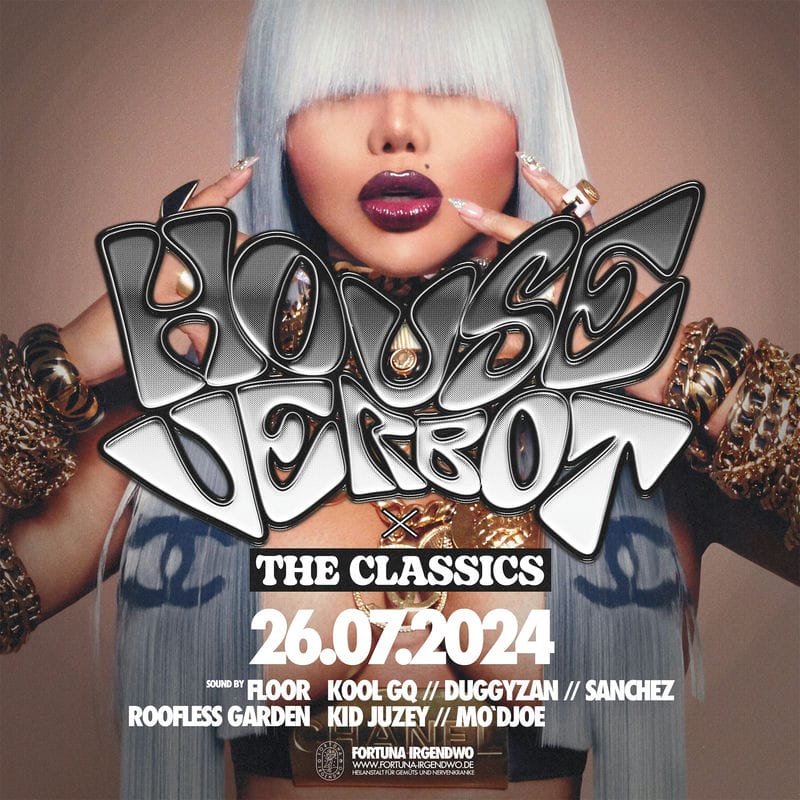 HOUSE
VERBOT
X
THE CLASSICS
26.07.2024
SOUND BY FLOOR KOOL GQ // DUGGYZAN // SANCHEZ
ROOFLESS GARDEN KID JUZEY // MO`DJOE
CHANEL
FORTUNA IRGENDWO
WWW.FORTUNA-IRGENDWO.DE
HEILANSTALT FÜR GEMÜTS- UND NERVENKRANKE